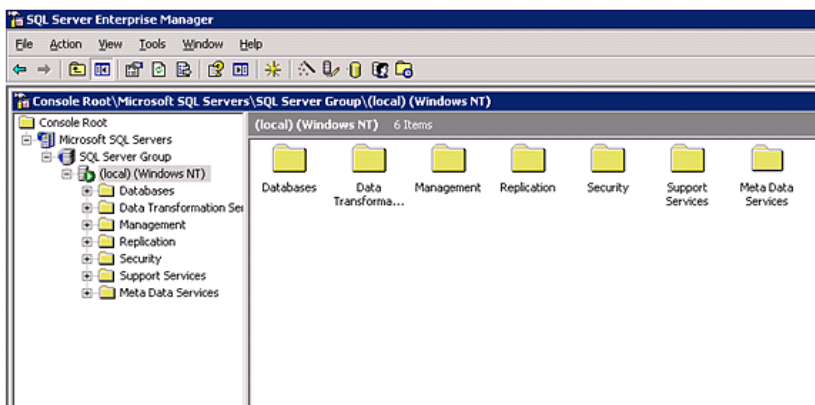 SQL Server Enterprise Manager
File Action View Tools Window Help
Console Root\Microsoft SQL Servers\SQL Server Group\(local) (Windows NT)
Console Root
Microsoft SQL Servers
SQL Server Group
(local) (Windows NT)
Databases
Data Transformation Ser
Management
Replication
Security
Support Services
Meta Data Services
(local) (Windows NT) 6 Items
Databases
Data
Transforma...
Management
Replication
Security
Support
Services
Meta Data
Services